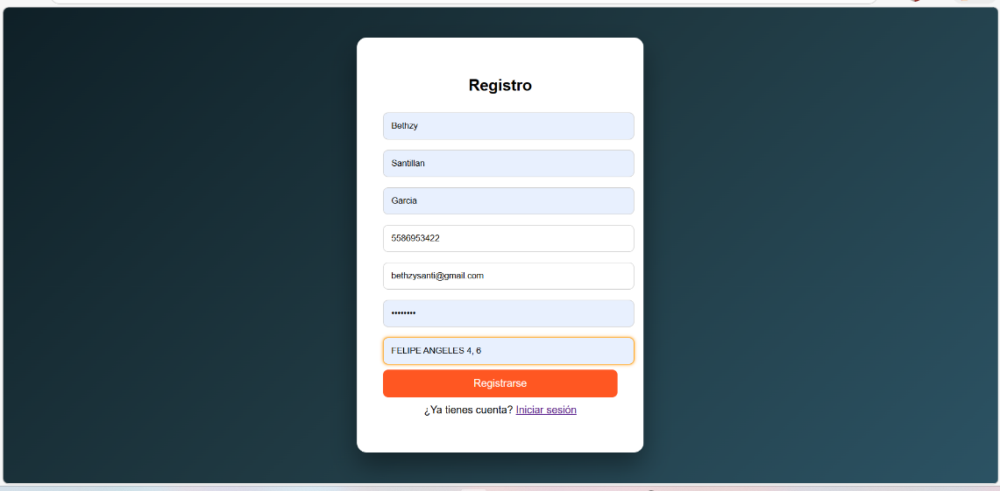 Registro
Bethzy
Santillan
Garcia
5586953422
bethzysanti@gmail.com
••••••••
FELIPE ANGELES 4, 6
Registrarse
¿Ya tienes cuenta? Iniciar sesión